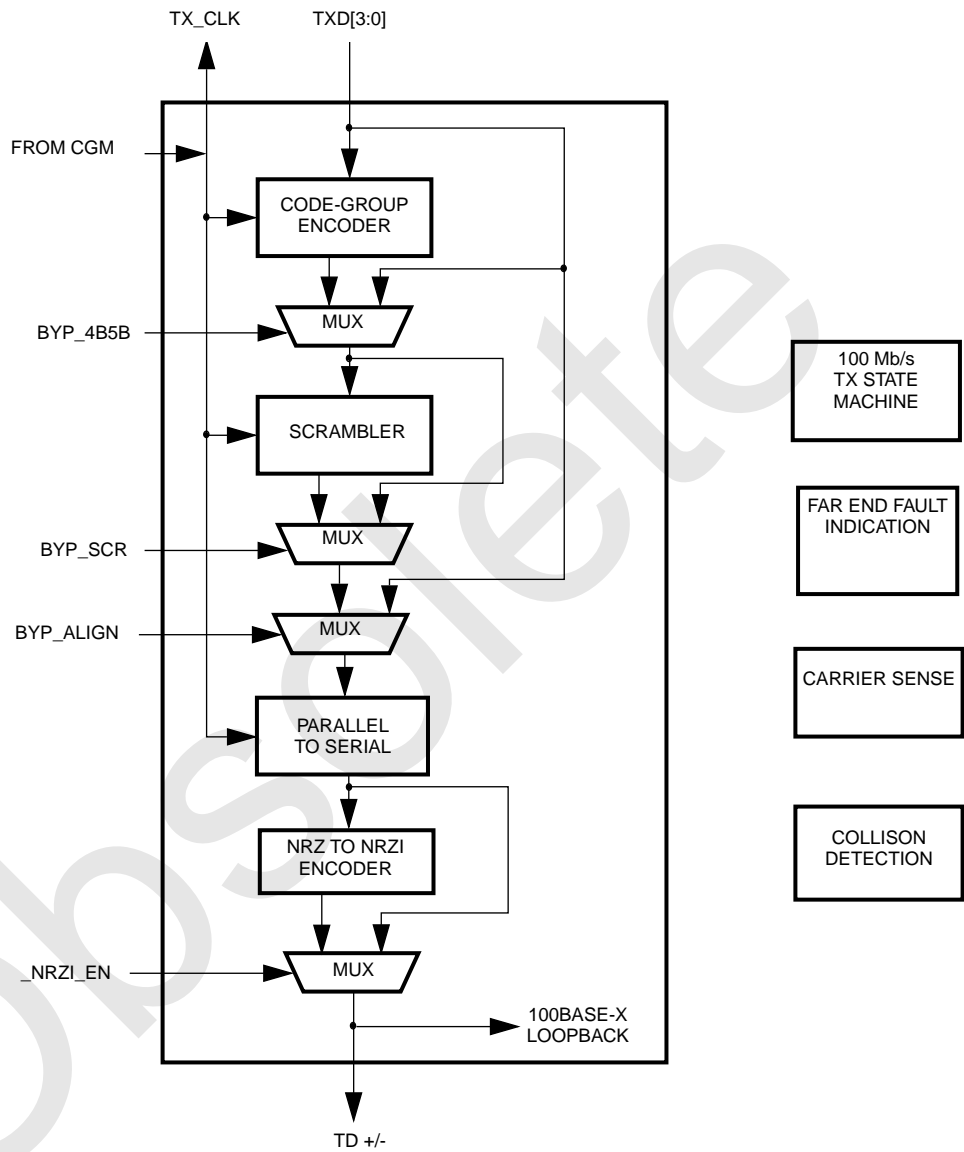 TX_CLK
TXD[3:0]
FROM CGM
CODE-GROUP
ENCODER
MUX
BYP_4B5B
100 Mb/s
TX STATE
MACHINE
SCRAMBLER
FAR END FAULT
INDICATION
MUX
BYP_SCR
MUX
BYP_ALIGN
CARRIER SENSE
PARALLEL
TO SERIAL
NRZ TO NRZI
ENCODER
COLLISON
DETECTION
MUX
_NRZI_EN
100BASE-X
LOOPBACK
TD +/-
Obsolete